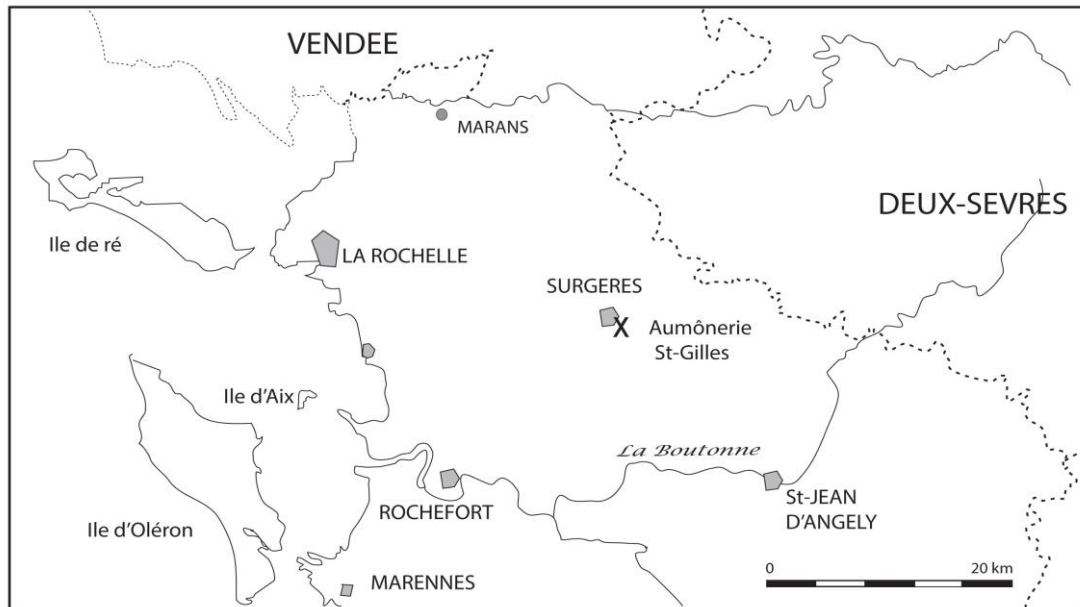 VENDEE
MARANS
DEUX-SEVRES
Ile de ré
LA ROCHELLE
SURGERES
X
Aumônerie
St-Gilles
Ile d'Aix
La Boutonne
St-JEAN
D'ANGELY
ROCHEFORT
Ile d'Oléron
MARENNES
0
20 km